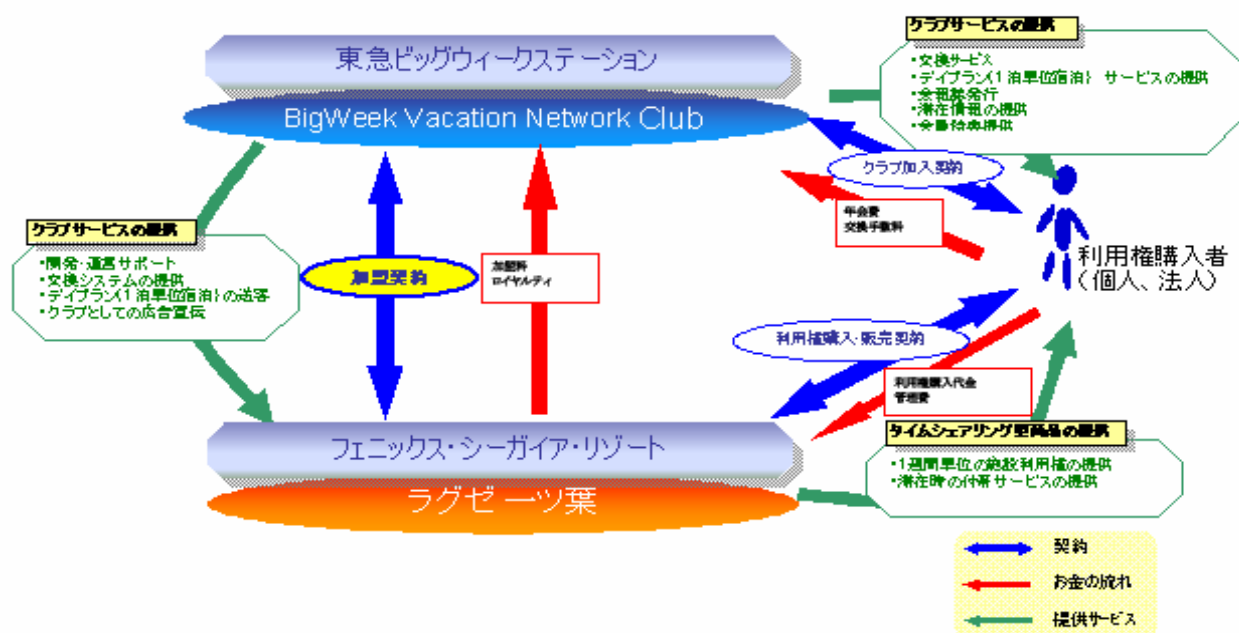 クラブサービスの提供
・交換サービス
・デイプラン(1泊単位宿泊) サービスの提供
・会報誌発行
・滞在情報の提供
・会員特典提供
東急ビッグウィークステーション
BigWeek Vacation Network Club
クラブ加入契約
年会費
交換手数料
利用権購入者
(個人、法人)
クラブサービスの提供
・開発・運営サポート
・交換システムの提供
・デイプラン(1泊単位宿泊)の送客
・クラブとしての広告宣伝
加盟契約
加盟料
ロイヤルティ
利用権購入・販売契約
利用権購入代金
管理費
フェニックス・シーガイア・リゾート
ラグゼ一ツ葉
タイムシェアリング型商品の提供
・1週間単位の施設利用権の提供
・滞在時の付帯サービスの提供
契約
お金の流れ
提供サービス